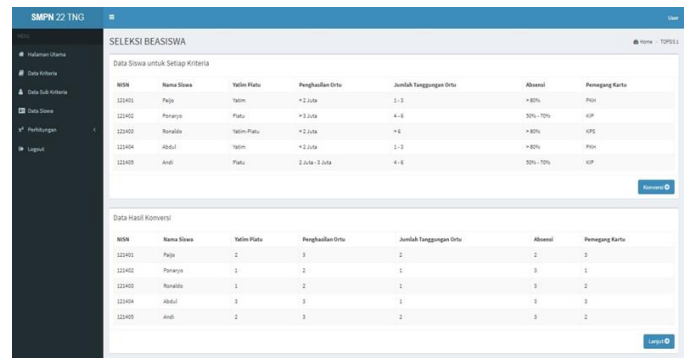 SMPN 22 TNG
User
MENU
Halaman Utama
Data Kriteria
Data Sub Kriteria
Data Siswa
Perhitungan
Logout
SELEKSI BEASISWA
Home - TOPSIS 1
Data Siswa untuk Setiap Kriteria
NISN Nama Siswa Yatim Piatu Penghasilan Ortu Jumlah Tanggungan Ortu Absensi Pemegang Kartu
121401 Paijo Yatim 2 Juta 1 - 3 80% PKH
121402 Ponaryo Piatu 3 Juta 4 - 6 50% - 70% KIP
121403 Ronaldo Yatim-Piatu 2 Juta 6 80% KPS
121404 Abdul Yatim 2 Juta 1 - 3 80% PKH
121405 Andi Piatu 2 Juta - 3 Juta 4 - 6 50% - 70% KIP
Konversi
Data Hasil Konversi
NISN Nama Siswa Yatim Piatu Penghasilan Ortu Jumlah Tanggungan Ortu Absensi Pemegang Kartu
121401 Paijo 2 3 2 2 3
121402 Ponaryo 1 2 1 3 1
121403 Ronaldo 1 2 1 3 2
121404 Abdul 3 3 1 3 3
121405 Andi 2 3 2 3 2
Lanjut